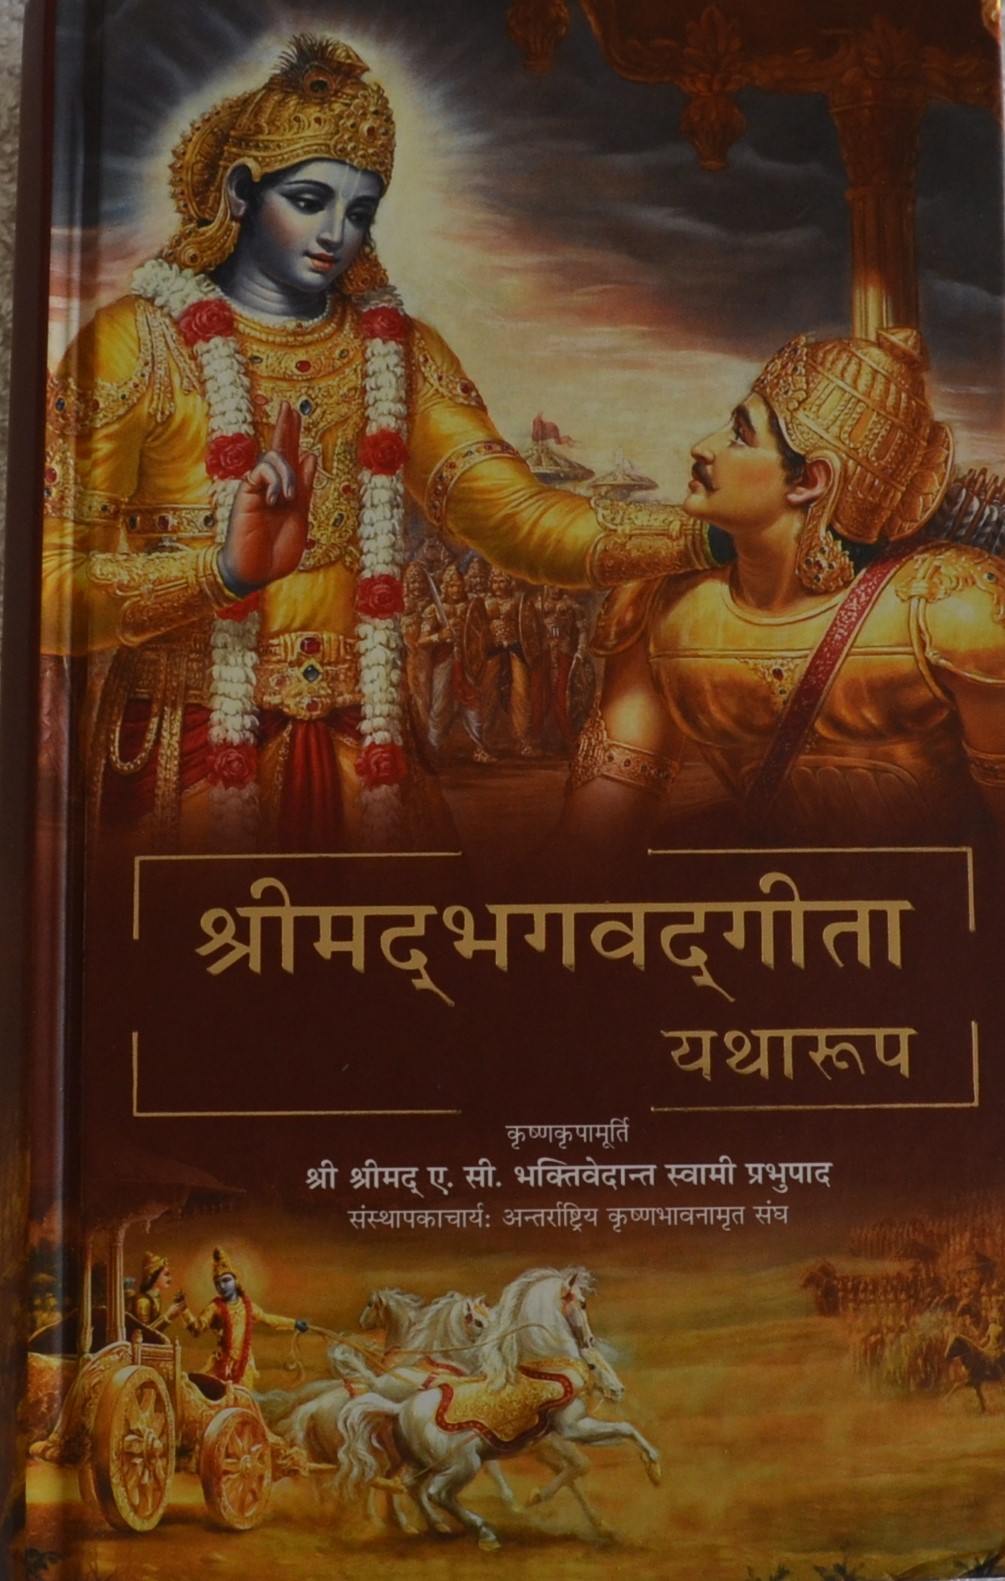 श्रीमद्‌भगवद्‌गीता
यथारूप
कृष्णकृपामूर्ति
श्री श्रीमद् ए. सी. भक्तिवेदान्त स्वामी प्रभुपाद
संस्थापकाचार्य: अन्तर्राष्ट्रिय कृष्णभावनामृत संघ